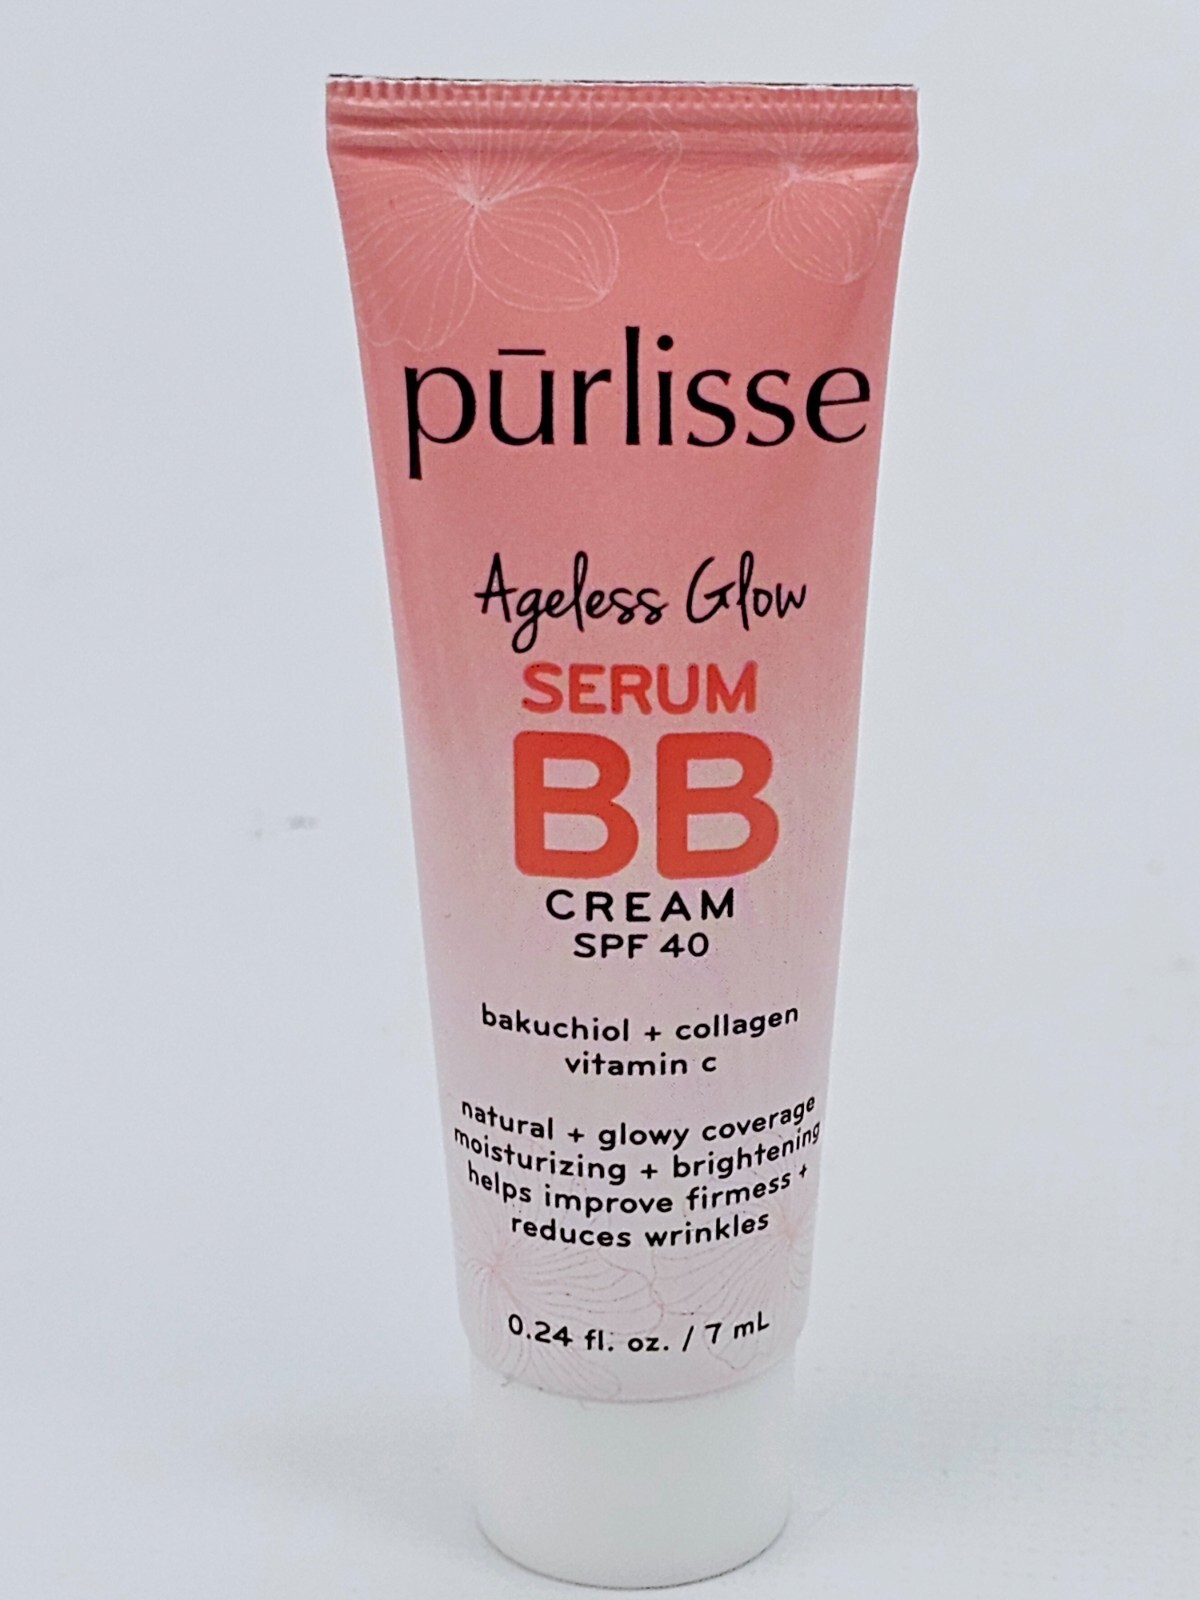 pūrlisse
Ageless Glow
SERUM
BB
CREAM
SPF 40
bakuchiol + collagen
vitamin c
natural + glowy coverage
moisturizing + brightening
helps improve firmess +
reduces wrinkles
0.24 fl. oz. / 7 mL